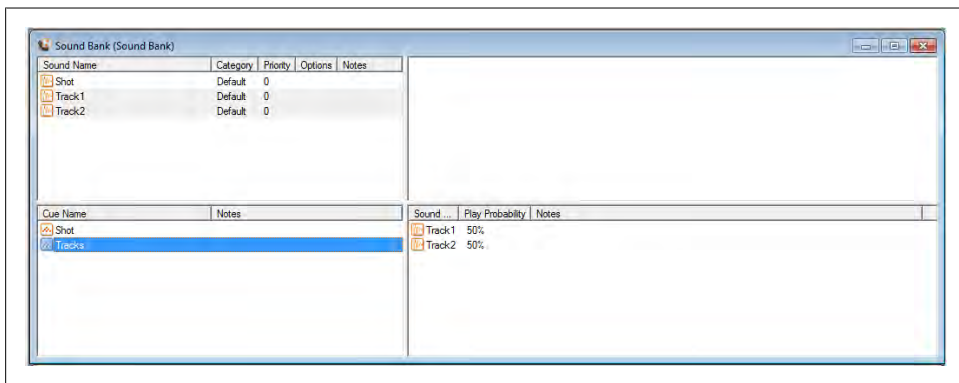 Sound Bank (Sound Bank)
Sound Name Category Priority Options Notes
Shot Default 0
Track1 Default 0
Track2 Default 0
Cue Name Notes
Shot
Tracks
Sound ... Play Probability Notes
Track1 50%
Track2 50%